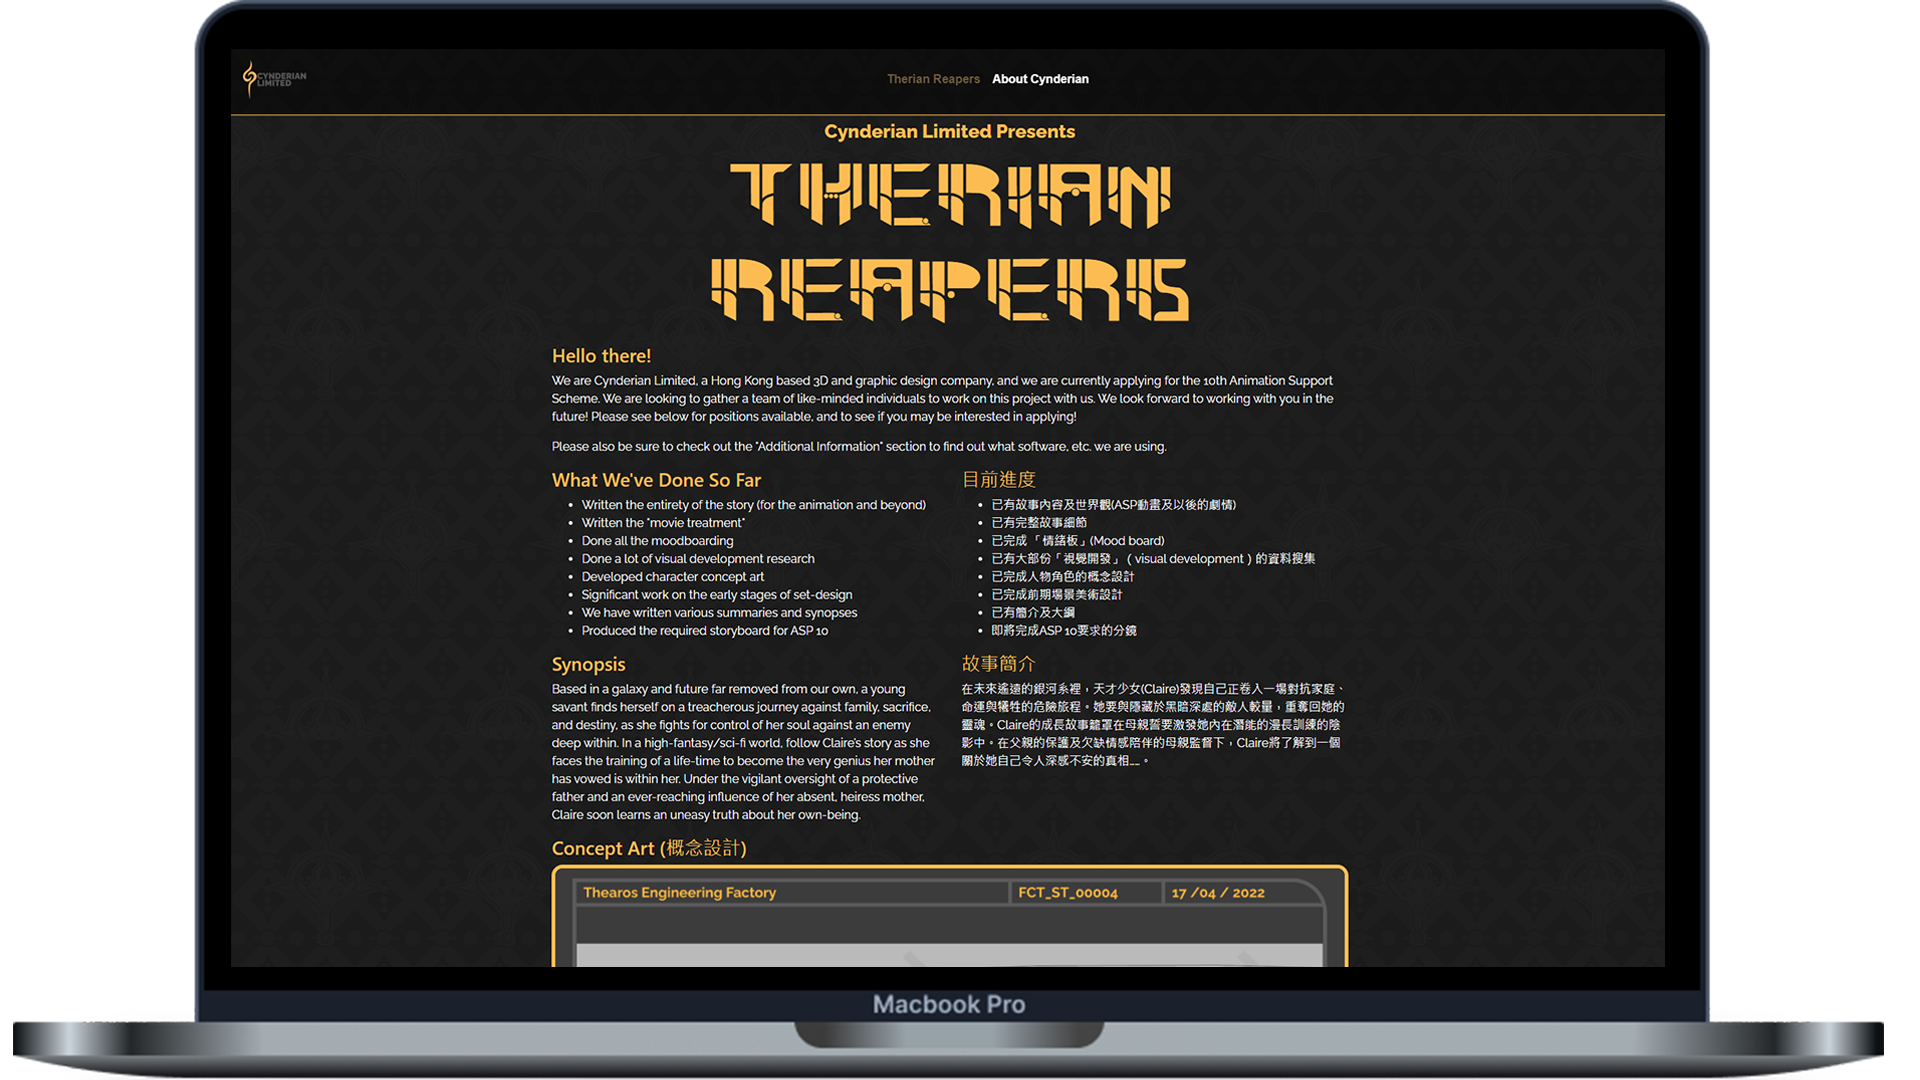 CYNDERIAN
LIMITED
Therian Reapers
About Cynderian
Cynderian Limited Presents
THERIAN
REAPERS
Hello there!
We are Cynderian Limited, a Hong Kong based 3D and graphic design company, and we are currently applying for the 10th Animation Support
Scheme. We are looking to gather a team of like-minded individuals to work on this project with us. We look forward to working with you in the
future! Please see below for positions available, and to see if you may be interested in applying!
Please also be sure to check out the "Additional Information" section to find out what software, etc. we are using.
What We've Done So Far
• Written the entirety of the story (for the animation and beyond)
• Written the "movie treatment"
• Done all the moodboarding
• Done a lot of visual development research
• Developed character concept art
• Significant work on the early stages of set-design
• We have written various summaries and synopses
• Produced the required storyboard for ASP 10
目前進度
• 已有故事內容及世界觀(ASP動畫及以後的劇情)
• 已有完整故事細節
• 已完成「情緒板」(Mood board)
• 已有大部份「視覺開發」（visual development）的資料搜集
• 已完成人物角色的概念設計
• 已完成前期場景美術設計
• 已有簡介及大綱
• 即將完成ASP 10要求的分鏡
Synopsis
Based in a galaxy and future far removed from our own, a young
savant finds herself on a treacherous journey against family, sacrifice,
and destiny, as she fights for control of her soul against an enemy
deep within. In a high-fantasy/sci-fi world, follow Claire's story as she
faces the training of a life-time to become the very genius her mother
has vowed is within her. Under the vigilant oversight of a protective
father and an ever-reaching influence of her absent, heiress mother,
Claire soon learns an uneasy truth about her own-being.
故事簡介
在未來遙遠的銀河系裡，天才少女(Claire)發現自己正卷入一場對抗家庭、
命運與犧牲的危險旅程。她要與隱藏於黑暗深處的敵人較量，重奪回她的
靈魂。Claire的成長故事籠罩在母親誓要激發她內在潛能的漫長訓練的陰
影中。在父親的保護及欠缺情感陪伴的母親監督下，Claire將了解到一個
關於她自己令人深感不安的真相……。
Concept Art (概念設計)
Thearos Engineering Factory
FCT_ST_00004
17 /04 / 2022
Macbook Pro